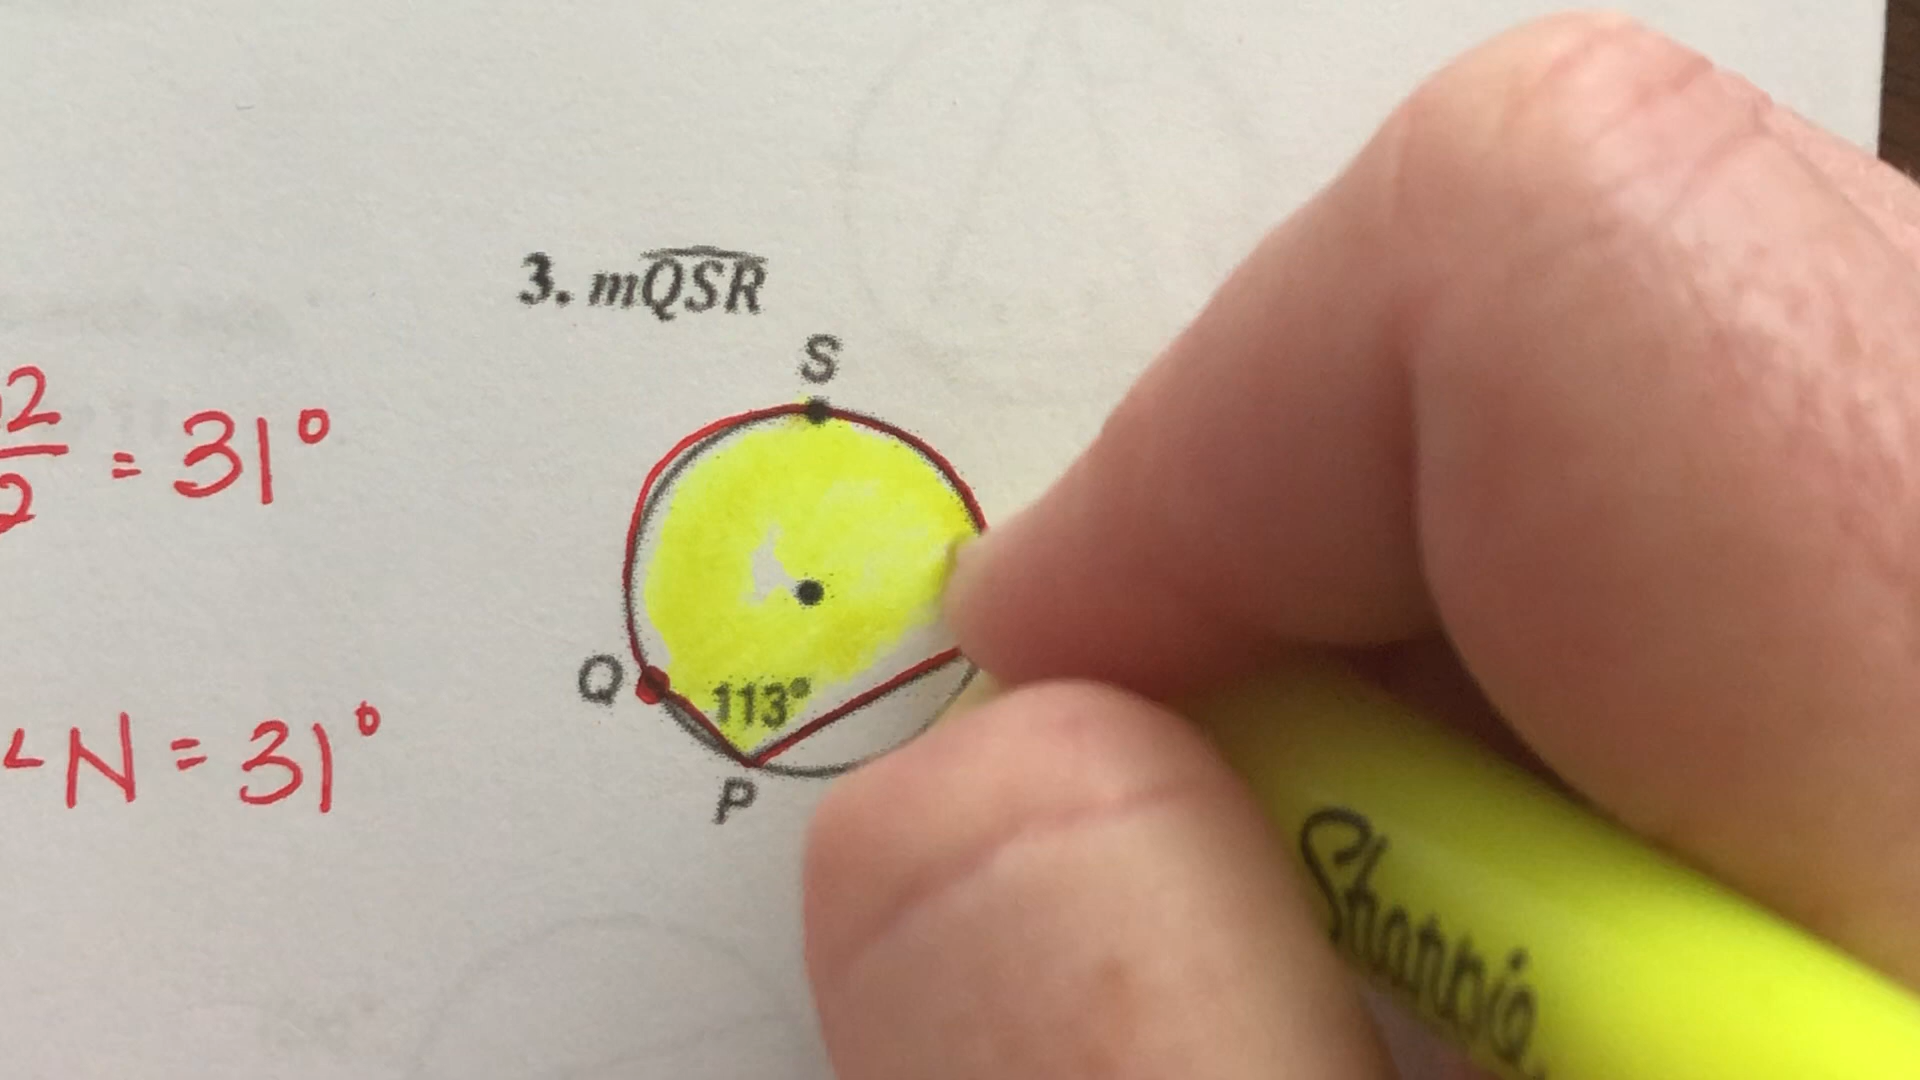 3. mQSR
S
2
2
= 31°
Q
113°
P
∠N = 31°
Sharpie